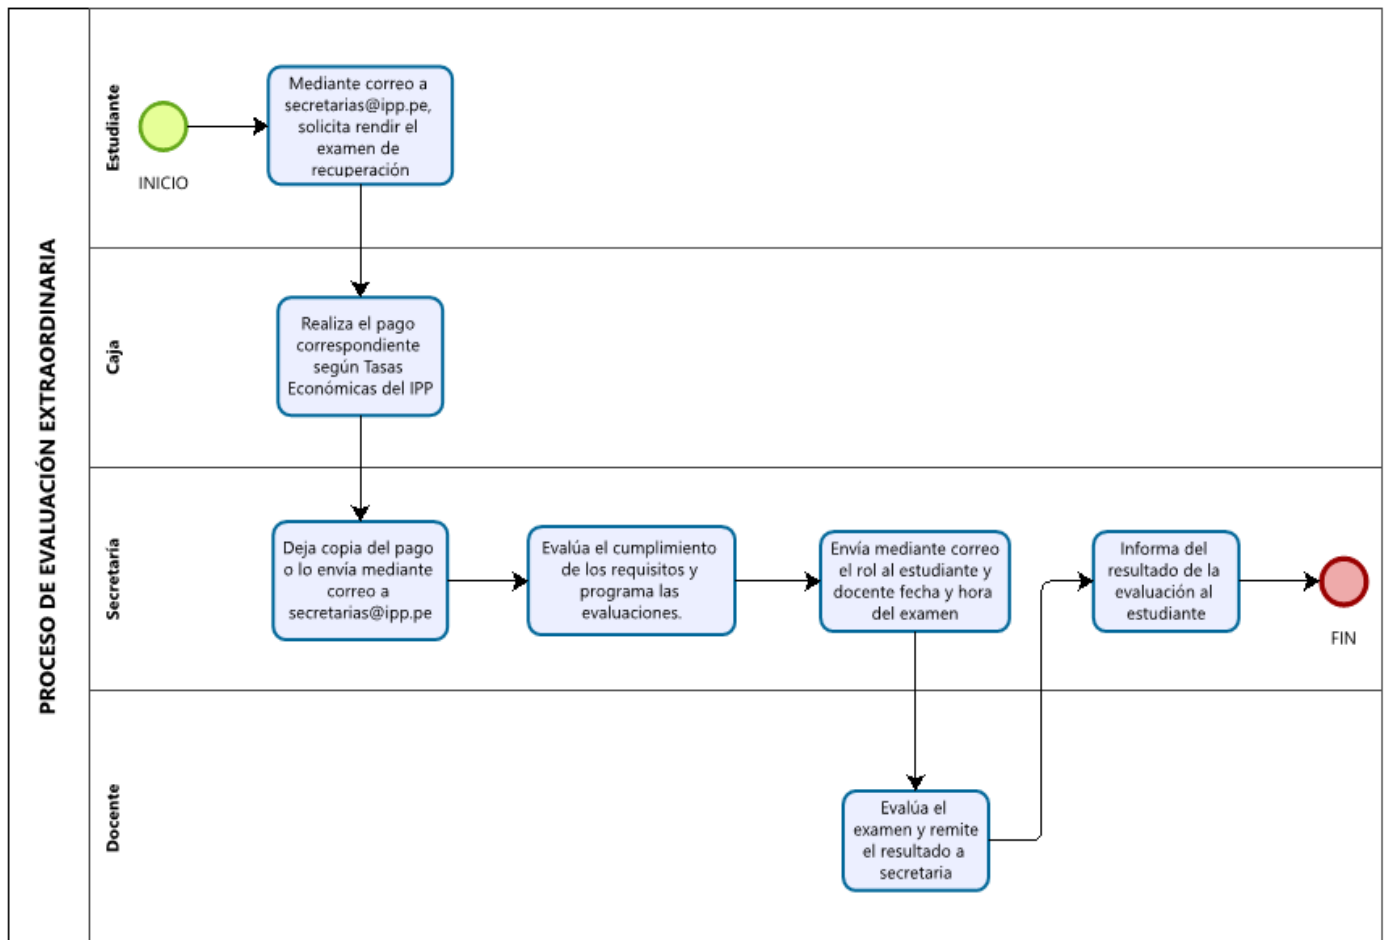 PROCESO DE EVALUACIÓN EXTRAORDINARIA
Estudiante
INICIO
Mediante correo a
secretarias@ipp.pe,
solicita rendir el
examen de
recuperación
Caja
Realiza el pago
correspondiente
según Tasas
Económicas del IPP
Secretaría
Deja copia del pago
o lo envía mediante
correo a
secretarias@ipp.pe
Evalúa el cumplimiento
de los requisitos y
programa las
evaluaciones.
Envía mediante correo
el rol al estudiante y
docente fecha y hora
del examen
Informa del
resultado de la
evaluación al
estudiante
FIN
Docente
Evalúa el
examen y remite
el resultado a
secretaria